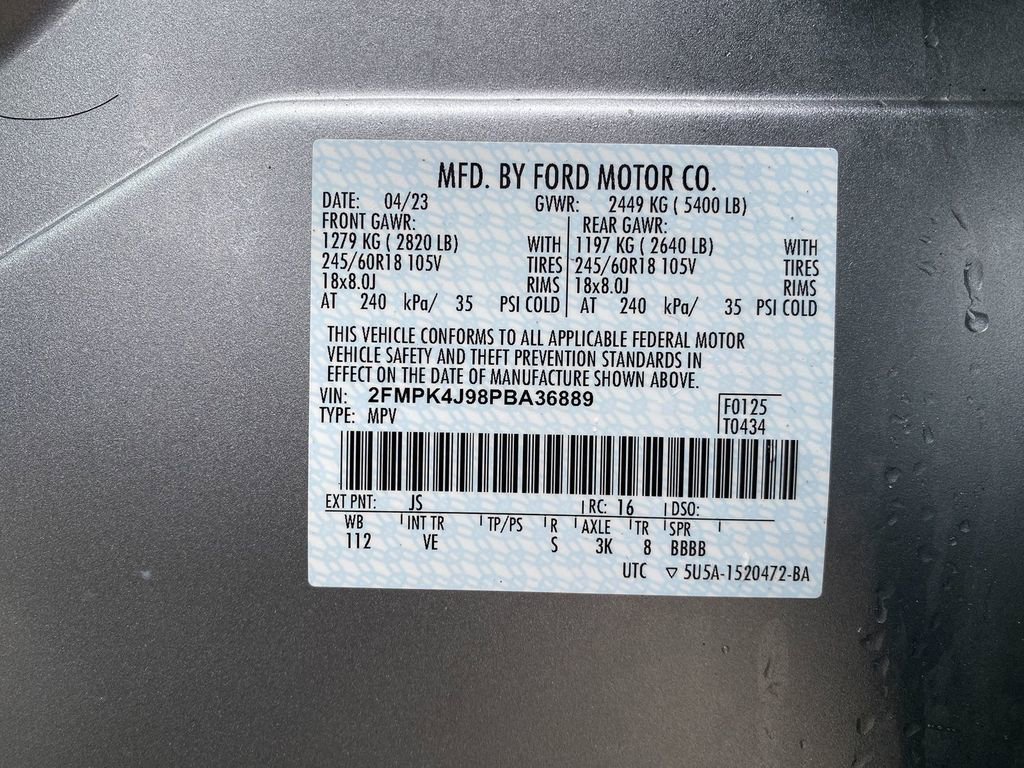 MFD. BY FORD MOTOR CO.
DATE: 04/23 GVWR: 2449 KG ( 5400 LB)
FRONT GAWR: REAR GAWR:
1279 KG ( 2820 LB) WITH 1197 KG ( 2640 LB) WITH
245/60R18 105V TIRES 245/60R18 105V TIRES
18x8.0J RIMS 18x8.0J RIMS
AT 240 kPa/ 35 PSI COLD AT 240 kPa/ 35 PSI COLD
THIS VEHICLE CONFORMS TO ALL APPLICABLE FEDERAL MOTOR
VEHICLE SAFETY AND THEFT PREVENTION STANDARDS IN
EFFECT ON THE DATE OF MANUFACTURE SHOWN ABOVE.
VIN: 2FMPK4J98PBA36889 F0125
TYPE: MPV T0434
EXT PNT: JS RC: 16 DSO:
WB INT TR TP/PS R AXLE TR SPR
112 VE S 3K 8 BBBB
UTC ▽ 5U5A-1520472-BA